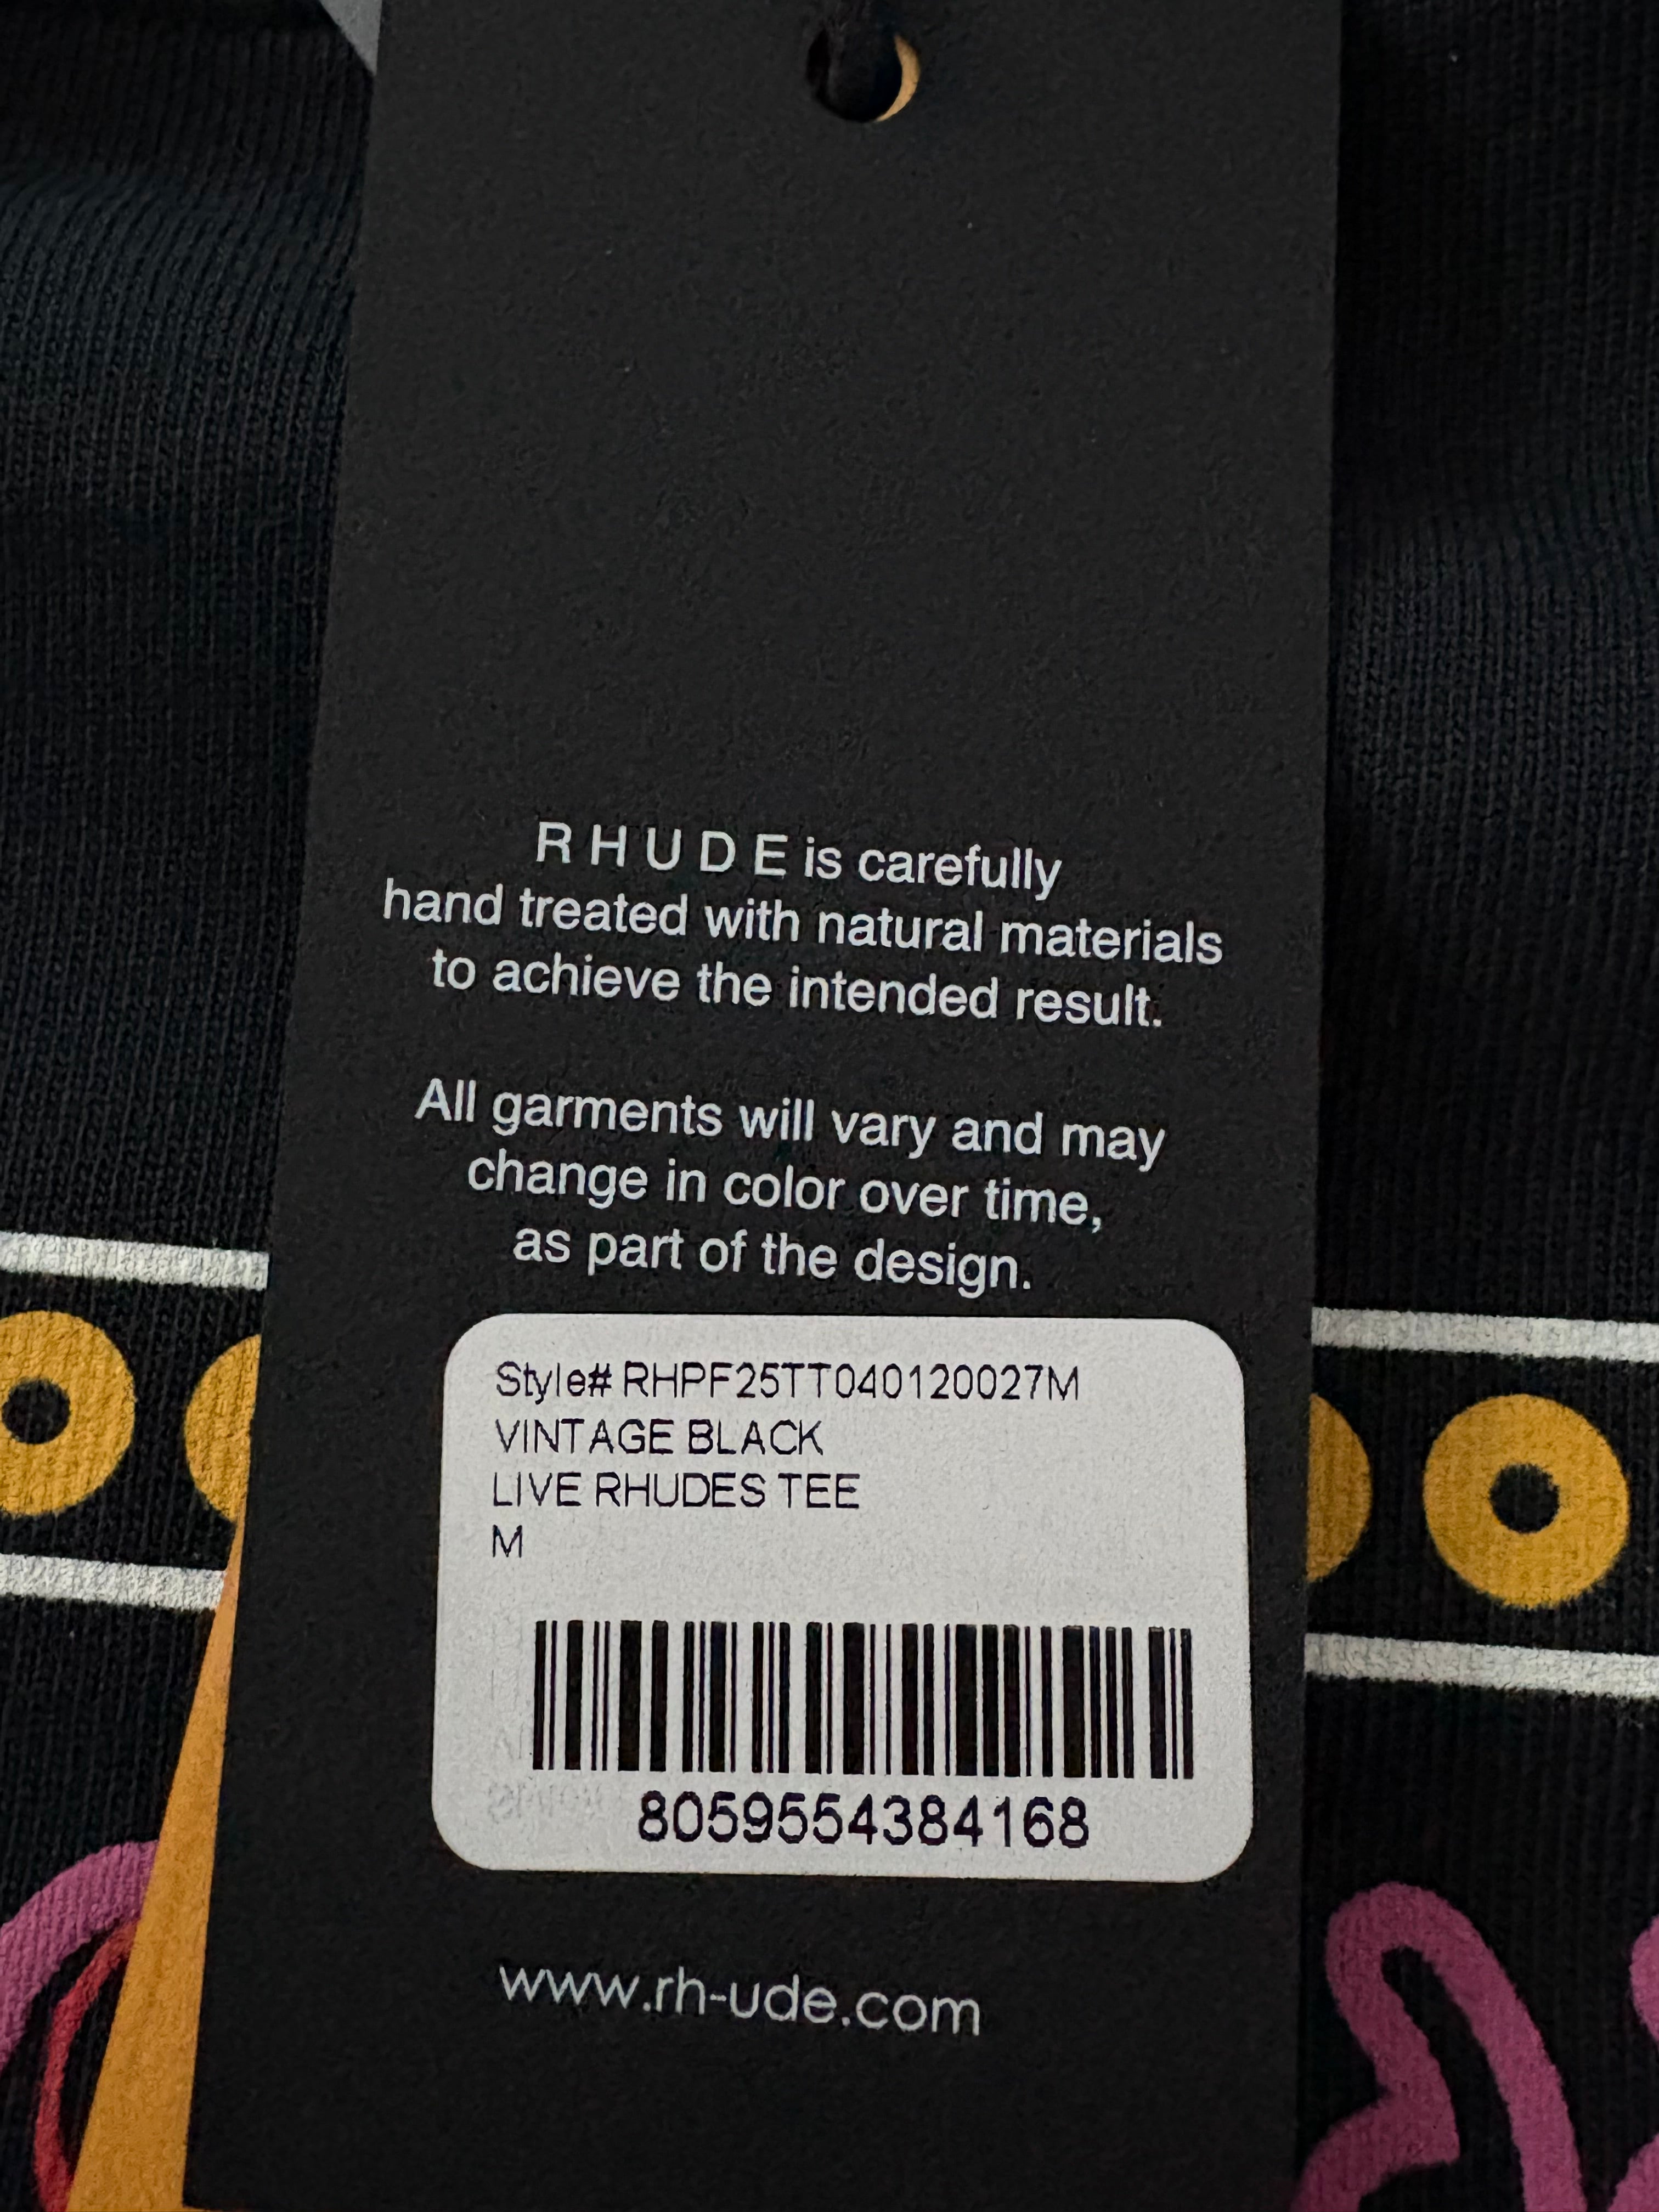 R H U D E is carefully
hand treated with natural materials
to achieve the intended result.
All garments will vary and may
change in color over time,
as part of the design.
Style# RHPF25TT040120027M
VINTAGE BLACK
LIVE RHUDES TEE
M
8059554384168
www.rh-ude.com